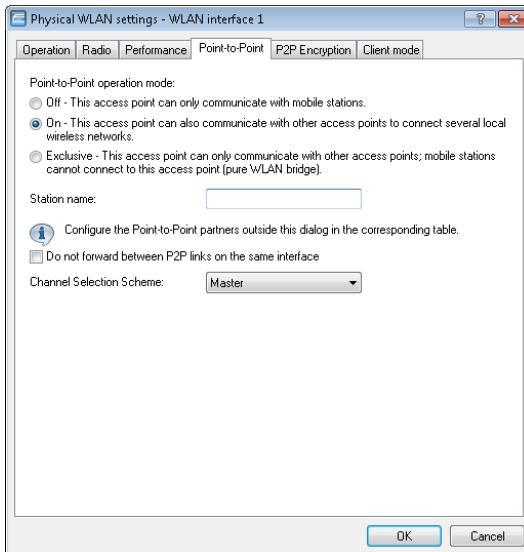 Physical WLAN settings - WLAN interface 1
Operation Radio Performance Point-to-Point P2P Encryption Client mode
Point-to-Point operation mode:
Off - This access point can only communicate with mobile stations.
On - This access point can also communicate with other access points to connect several local
wireless networks.
Exclusive - This access point can only communicate with other access points; mobile stations
cannot connect to this access point (pure WLAN bridge).
Station name:
Configure the Point-to-Point partners outside this dialog in the corresponding table.
Do not forward between P2P links on the same interface
Channel Selection Scheme: Master
OK Cancel